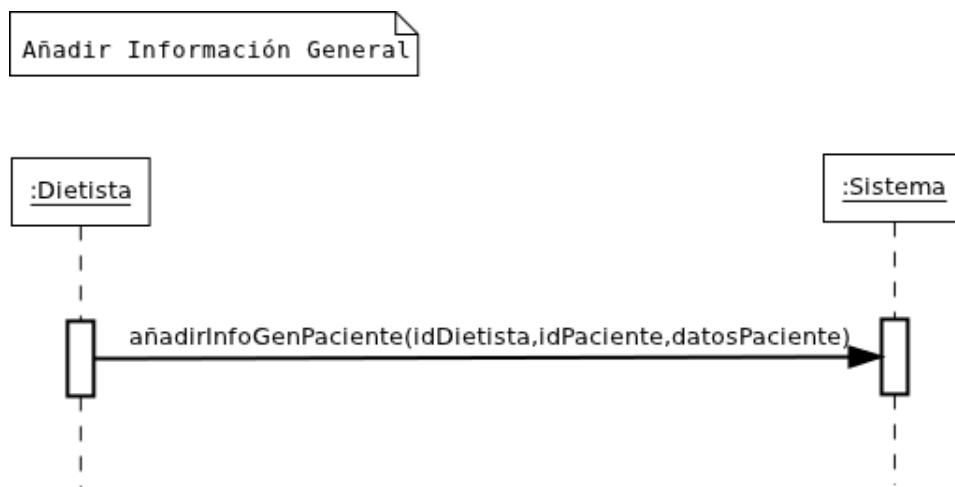 Añadir Información General
:Dietista
:Sistema
añadirInfoGenPaciente(idDietista,idPaciente,datosPaciente)